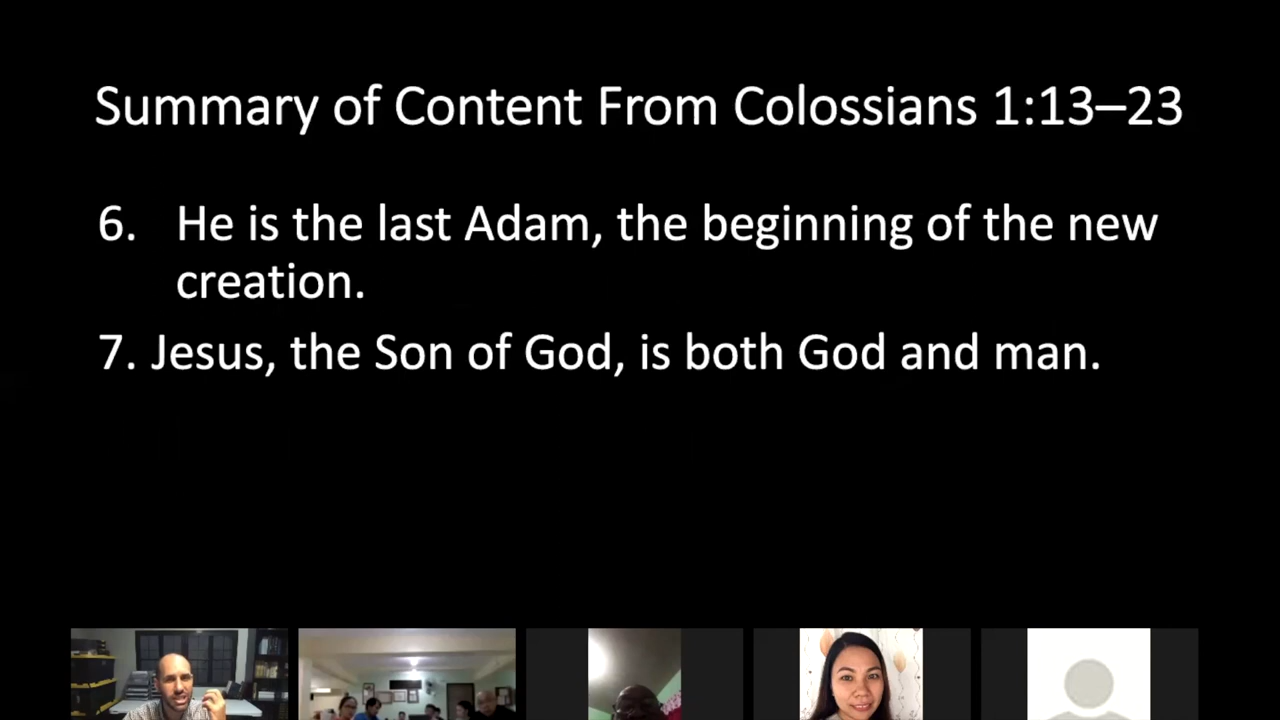 Summary of Content From Colossians 1:13–23
6. He is the last Adam, the beginning of the new
creation.
7. Jesus, the Son of God, is both God and man.